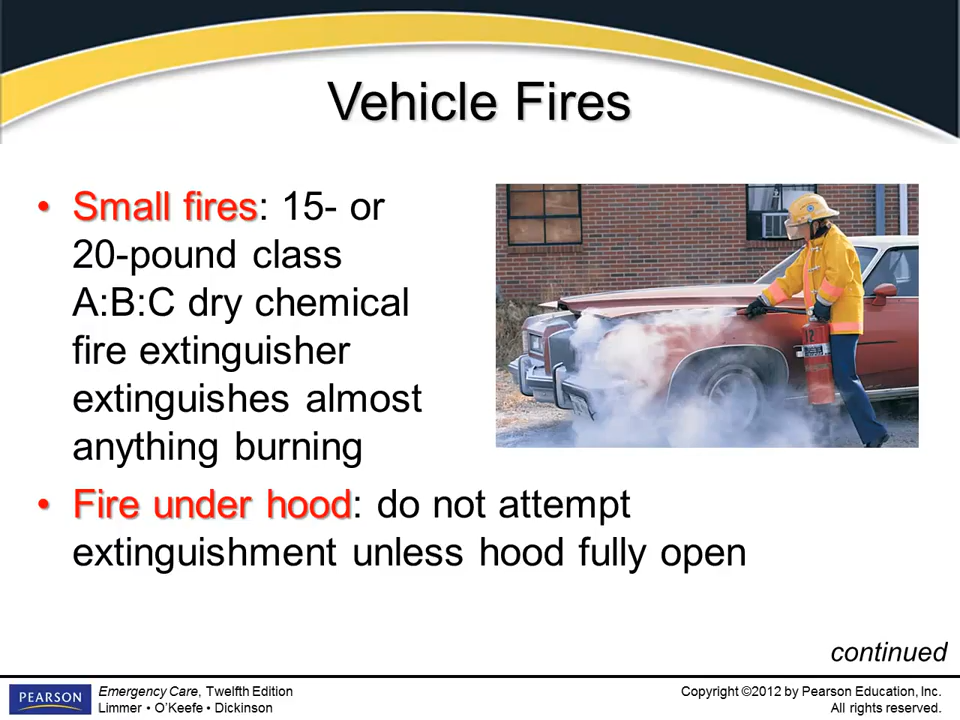 Vehicle Fires
• Small fires: 15- or
20-pound class
A:B:C dry chemical
fire extinguisher
extinguishes almost
anything burning
• Fire under hood: do not attempt
extinguishment unless hood fully open
continued
PEARSON
Emergency Care, Twelfth Edition
Limmer • O’Keefe • Dickinson
Copyright ©2012 by Pearson Education, Inc.
All rights reserved.